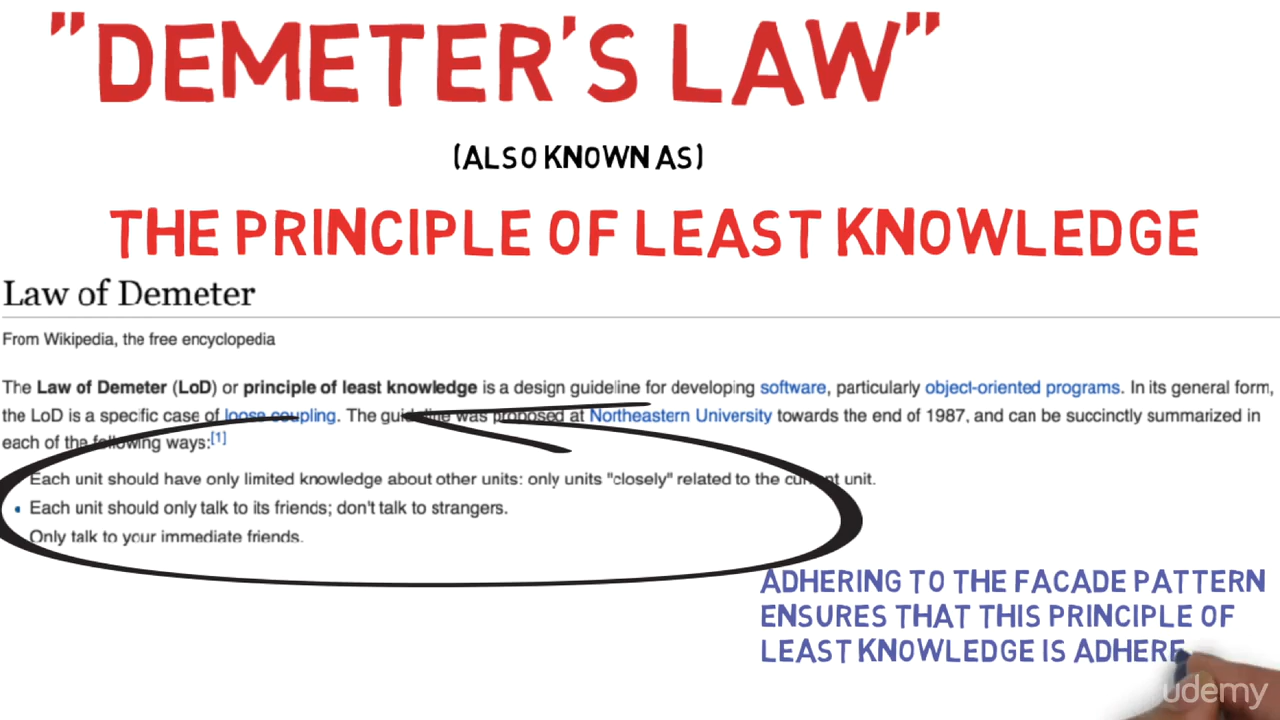 "DEMETER'S LAW"
(ALSO KNOWN AS)
THE PRINCIPLE OF LEAST KNOWLEDGE
Law of Demeter
From Wikipedia, the free encyclopedia
The Law of Demeter (LoD) or principle of least knowledge is a design guideline for developing software, particularly object-oriented programs. In its general form,
the LoD is a specific case of loose coupling. The guideline was proposed at Northeastern University towards the end of 1987, and can be succinctly summarized in
each of the following ways:[1]
Each unit should have only limited knowledge about other units: only units "closely" related to the current unit.
• Each unit should only talk to its friends; don't talk to strangers.
Only talk to your immediate friends.
ADHERING TO THE FACADE PATTERN
ENSURES THAT THIS PRINCIPLE OF
LEAST KNOWLEDGE IS ADHERE
udemy